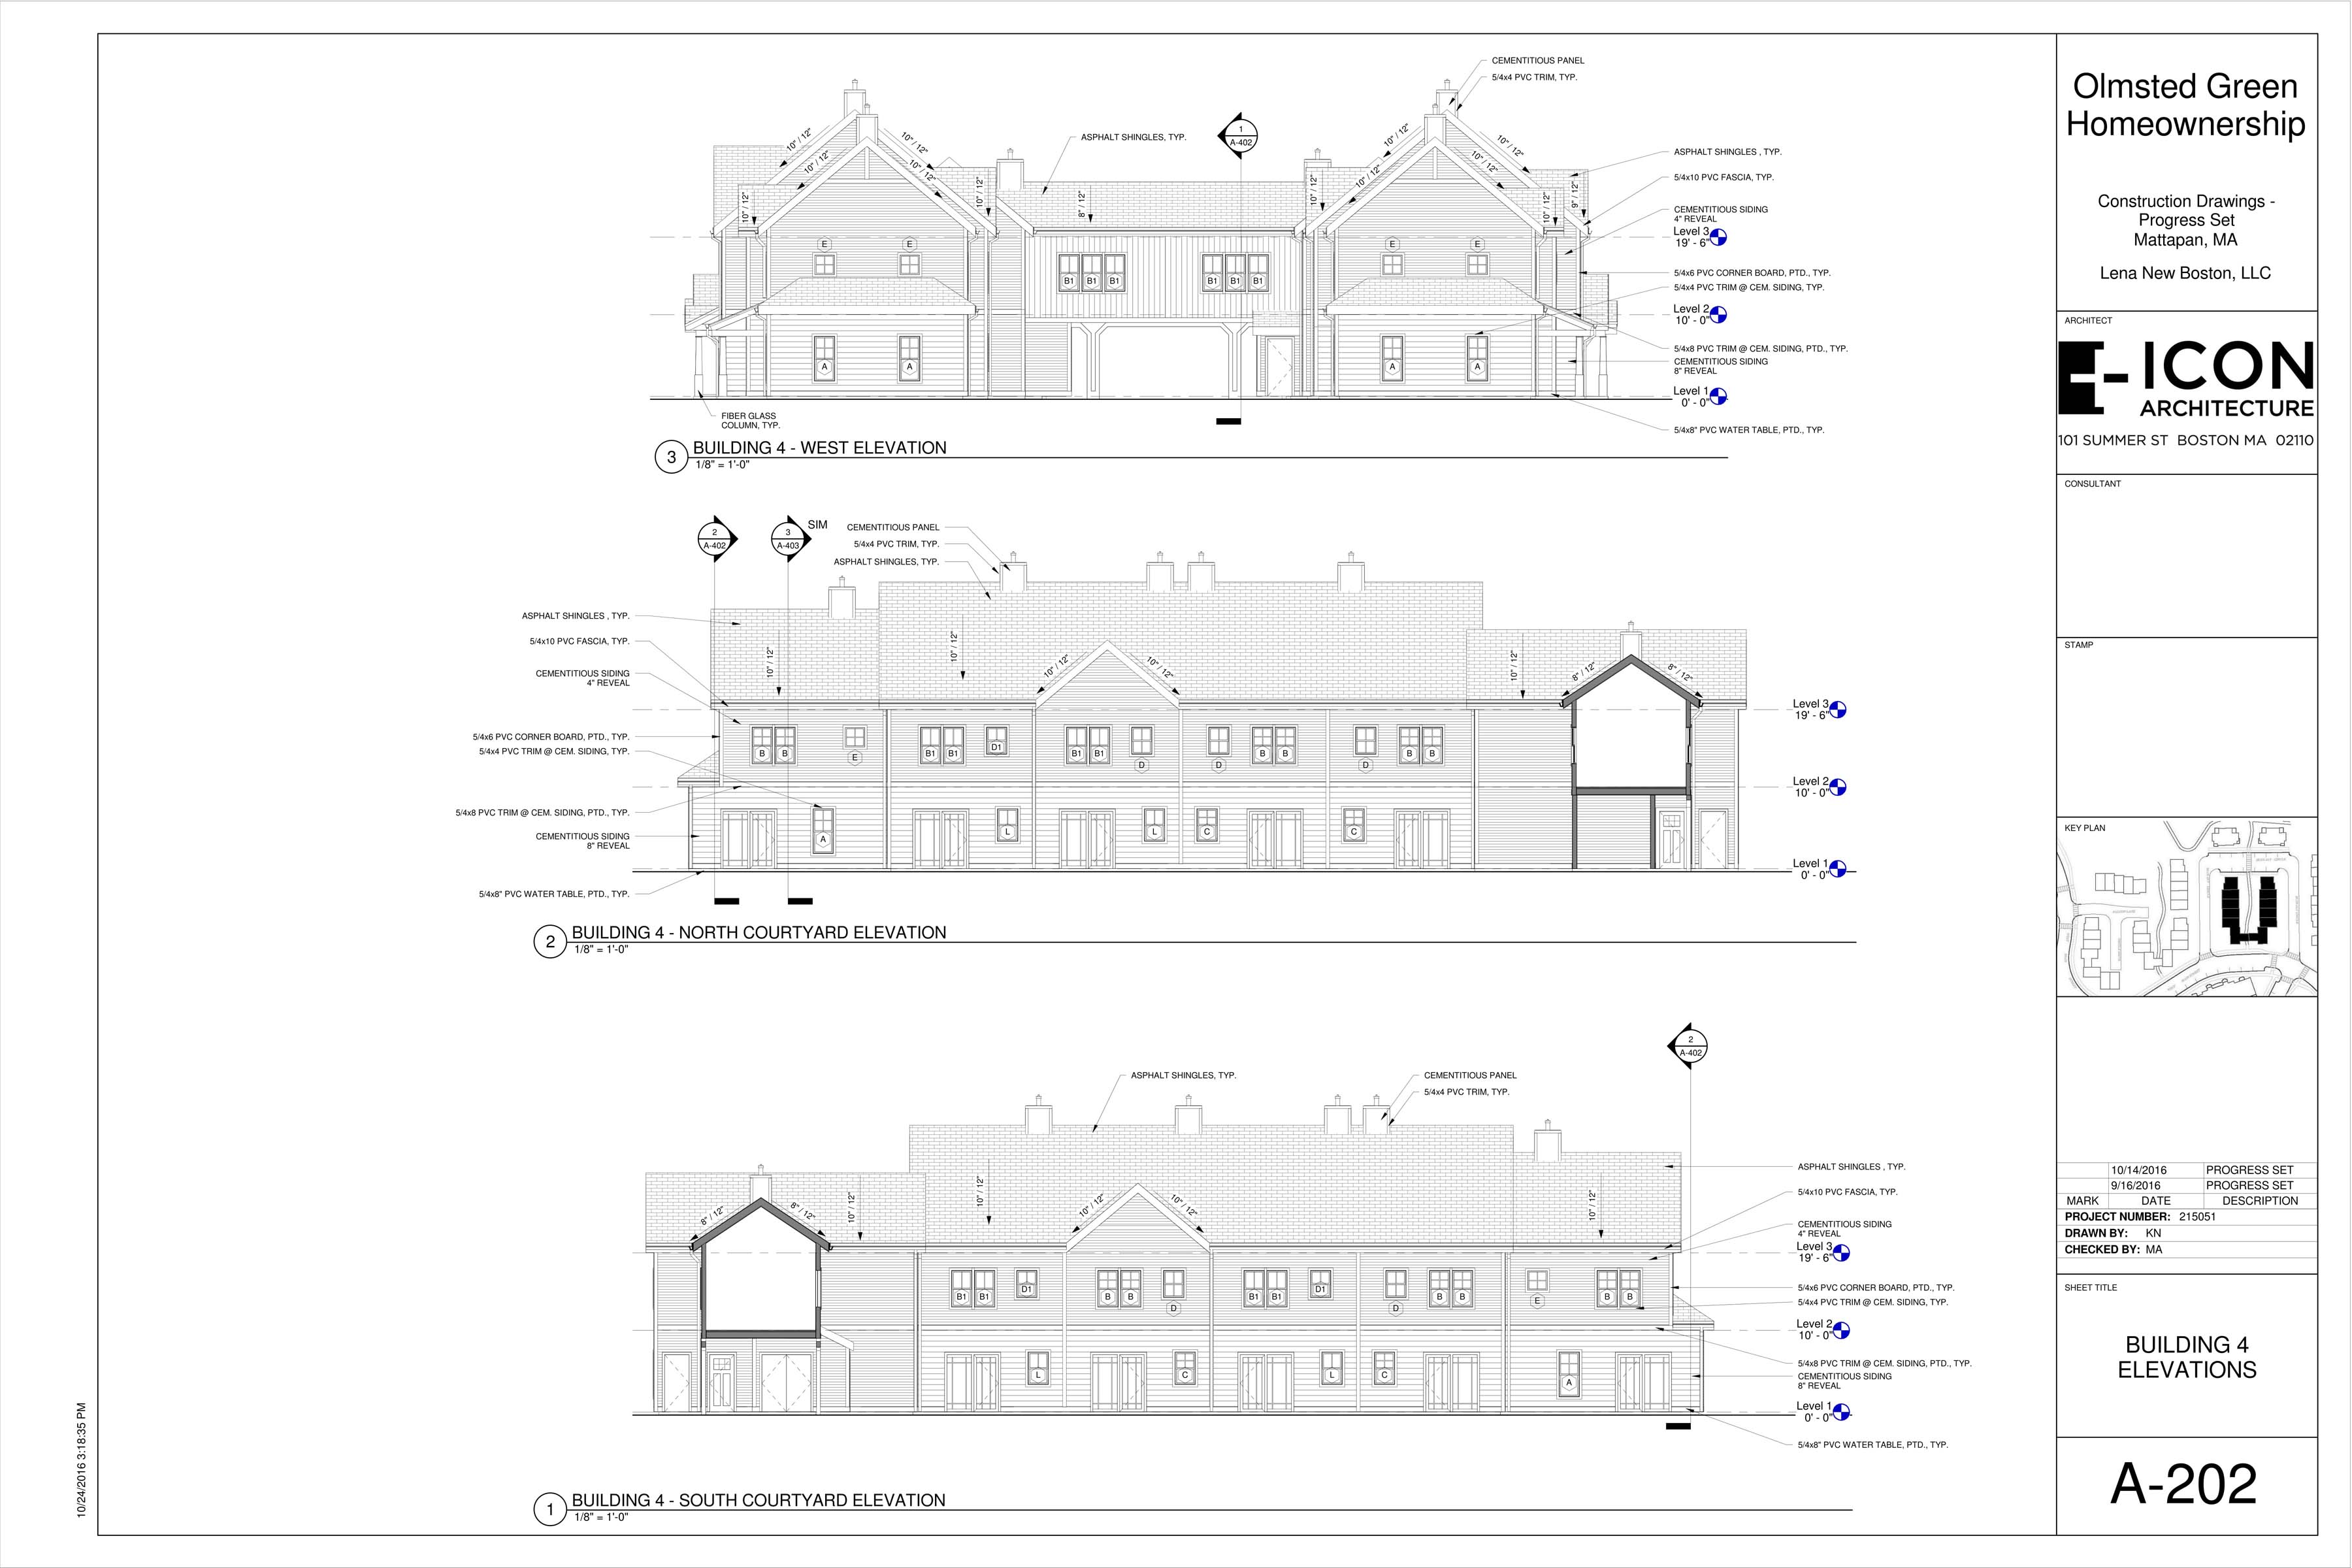 CEMENTITIOUS PANEL
5/4x4 PVC TRIM, TYP.
ASPHALT SHINGLES, TYP.
1
A-402
ASPHALT SHINGLES , TYP.
5/4x10 PVC FASCIA, TYP.
CEMENTITIOUS SIDING
4" REVEAL
Level 3
19' - 6"
5/4x6 PVC CORNER BOARD, PTD., TYP.
5/4x4 PVC TRIM @ CEM. SIDING, TYP.
Level 2
10' - 0"
5/4x8 PVC TRIM @ CEM. SIDING, PTD., TYP.
CEMENTITIOUS SIDING
8" REVEAL
Level 1
0' - 0"
5/4x8" PVC WATER TABLE, PTD., TYP.
10" / 12"
10" / 12"
10" / 12"
10" / 12"
10" / 12"
10" / 12"
8" / 12"
10" / 12"
10" / 12"
10" / 12"
10" / 12"
10" / 12"
10" / 12"
9" / 12"
E E E E
B1 B1 B1 B1 B1 B1
A A A A
FIBER GLASS
COLUMN, TYP.
3
BUILDING 4 - WEST ELEVATION
1/8" = 1'-0"
2
A-402
3
A-403
SIM
CEMENTITIOUS PANEL
5/4x4 PVC TRIM, TYP.
ASPHALT SHINGLES, TYP.
ASPHALT SHINGLES , TYP.
5/4x10 PVC FASCIA, TYP.
CEMENTITIOUS SIDING
4" REVEAL
5/4x6 PVC CORNER BOARD, PTD., TYP.
5/4x4 PVC TRIM @ CEM. SIDING, TYP.
5/4x8 PVC TRIM @ CEM. SIDING, PTD., TYP.
CEMENTITIOUS SIDING
8" REVEAL
5/4x8" PVC WATER TABLE, PTD., TYP.
10" / 12"
10" / 12"
10" / 12"
10" / 12"
10" / 12"
8" / 12"
8" / 12"
B B E B1 B1 D1 B1 B1 D D B B D B B
A L L C C
Level 3
19' - 6"
Level 2
10' - 0"
Level 1
0' - 0"
2
BUILDING 4 - NORTH COURTYARD ELEVATION
1/8" = 1'-0"
2
A-402
ASPHALT SHINGLES, TYP.
CEMENTITIOUS PANEL
5/4x4 PVC TRIM, TYP.
8" / 12"
8" / 12"
10" / 12"
10" / 12"
10" / 12"
10" / 12"
10" / 12"
B1 B1 D1 B B D B1 B1 D1 D B B E B B
L C L C A
ASPHALT SHINGLES , TYP.
5/4x10 PVC FASCIA, TYP.
CEMENTITIOUS SIDING
4" REVEAL
Level 3
19' - 6"
5/4x6 PVC CORNER BOARD, PTD., TYP.
5/4x4 PVC TRIM @ CEM. SIDING, TYP.
Level 2
10' - 0"
5/4x8 PVC TRIM @ CEM. SIDING, PTD., TYP.
CEMENTITIOUS SIDING
8" REVEAL
Level 1
0' - 0"
5/4x8" PVC WATER TABLE, PTD., TYP.
1
BUILDING 4 - SOUTH COURTYARD ELEVATION
1/8" = 1'-0"
10/24/2016 3:18:35 PM
Olmsted Green
Homeownership
Construction Drawings -
Progress Set
Mattapan, MA
Lena New Boston, LLC
ARCHITECT
ICON
ARCHITECTURE
101 SUMMER ST BOSTON MA 02110
CONSULTANT
STAMP
KEY PLAN
10/14/2016 PROGRESS SET
9/16/2016 PROGRESS SET
MARK DATE DESCRIPTION
PROJECT NUMBER: 215051
DRAWN BY: KN
CHECKED BY: MA
SHEET TITLE
BUILDING 4
ELEVATIONS
A-202